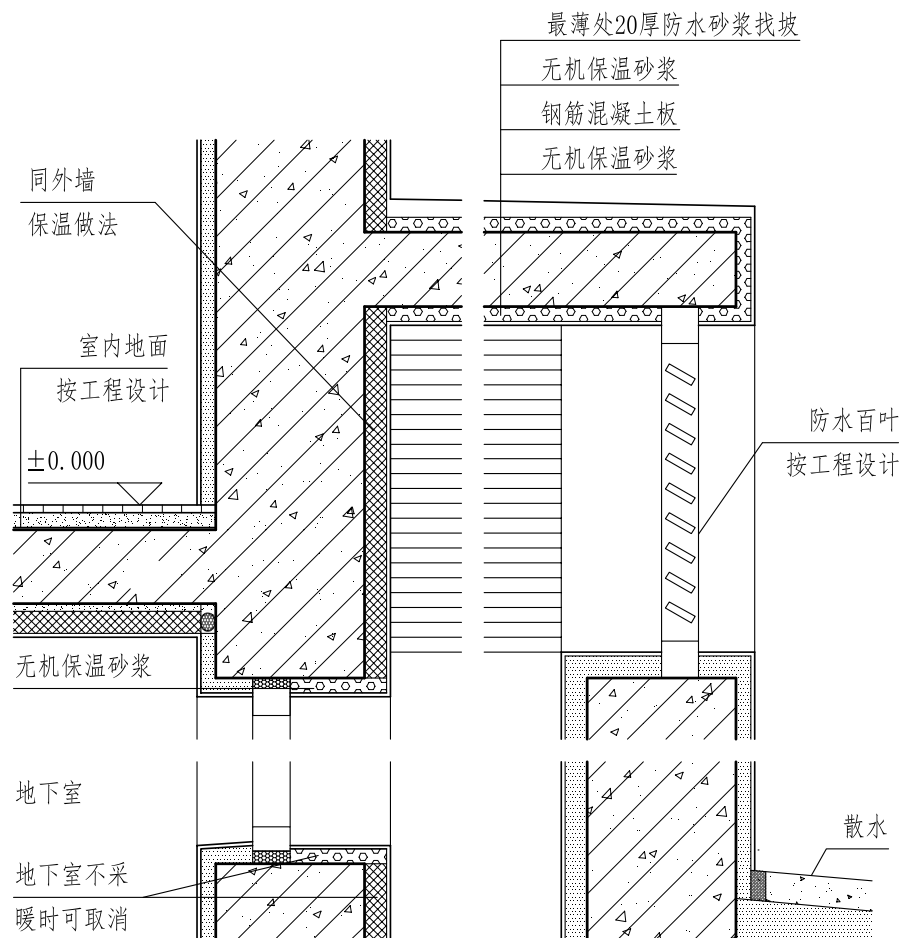 最薄处20厚防水砂浆找坡
无机保温砂浆
钢筋混凝土板
无机保温砂浆
同外墙
保温做法
室内地面
按工程设计
±0.000
防水百叶
按工程设计
无机保温砂浆
地下室
散水
地下室不采
暖时可取消